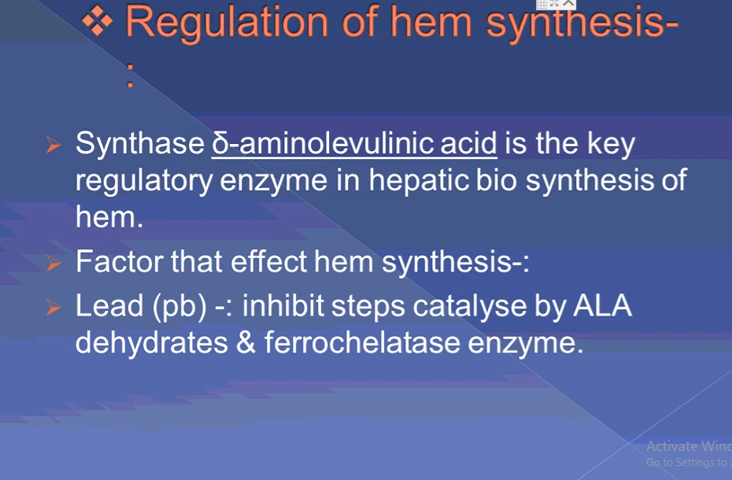 ❖ Regulation of hem synthesis-
:
➢ Synthase δ-aminolevulinic acid is the key
regulatory enzyme in hepatic bio synthesis of
hem.
➢ Factor that effect hem synthesis-:
➢ Lead (pb) -: inhibit steps catalyse by ALA
dehydrates & ferrochelatase enzyme.
Activate Wind
Go to Settings to